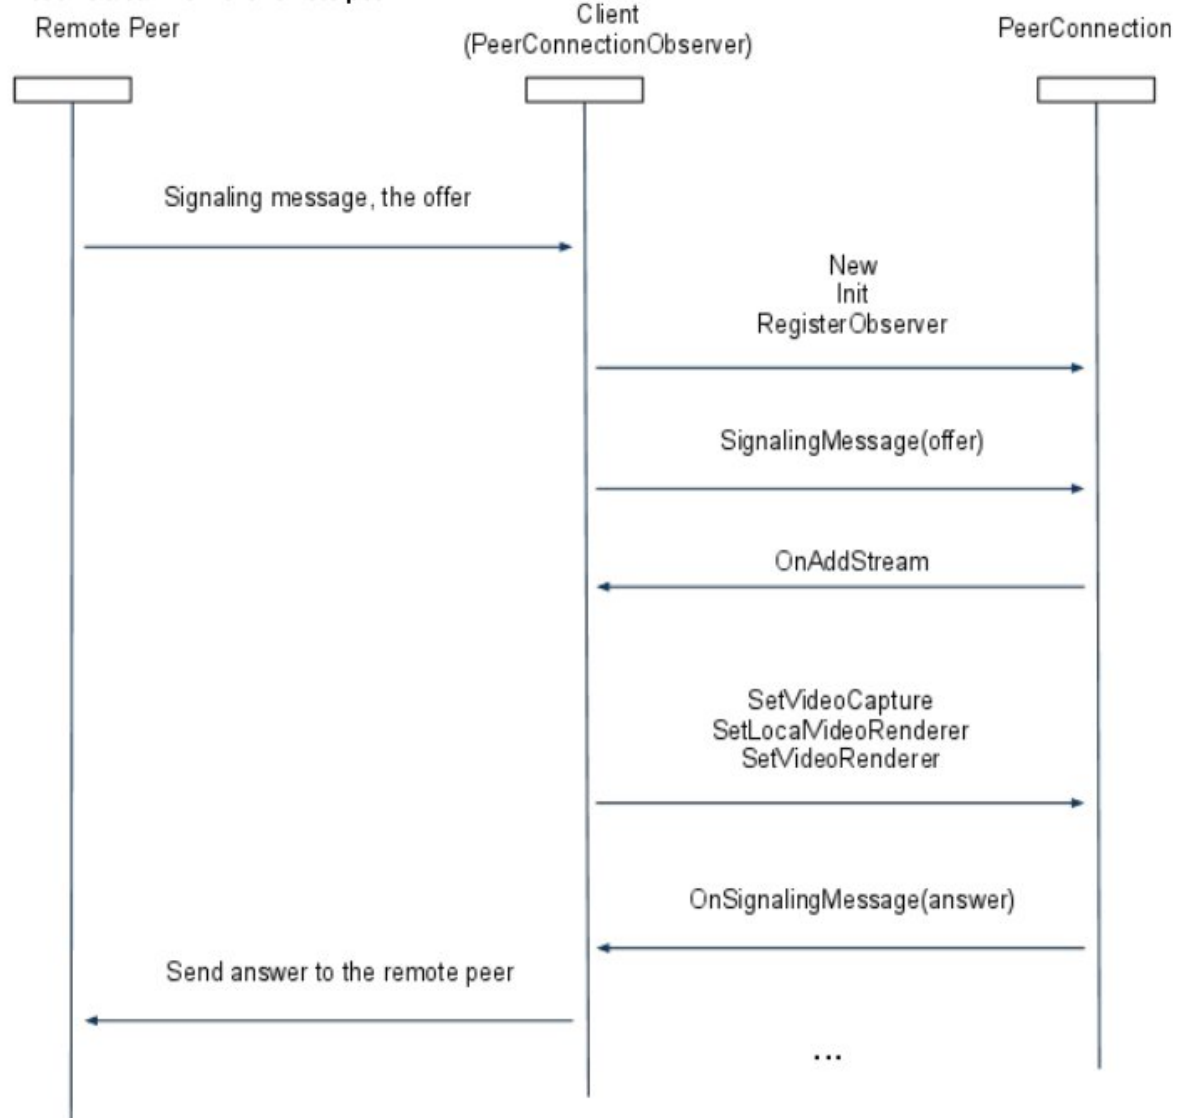 Remote Peer
Client
(PeerConnectionObserver)
PeerConnection
Signaling message, the offer
New
Init
RegisterObserver
SignalingMessage(offer)
OnAddStream
SetVideoCapture
SetLocalVideoRenderer
SetVideoRenderer
OnSignalingMessage(answer)
Send answer to the remote peer
...